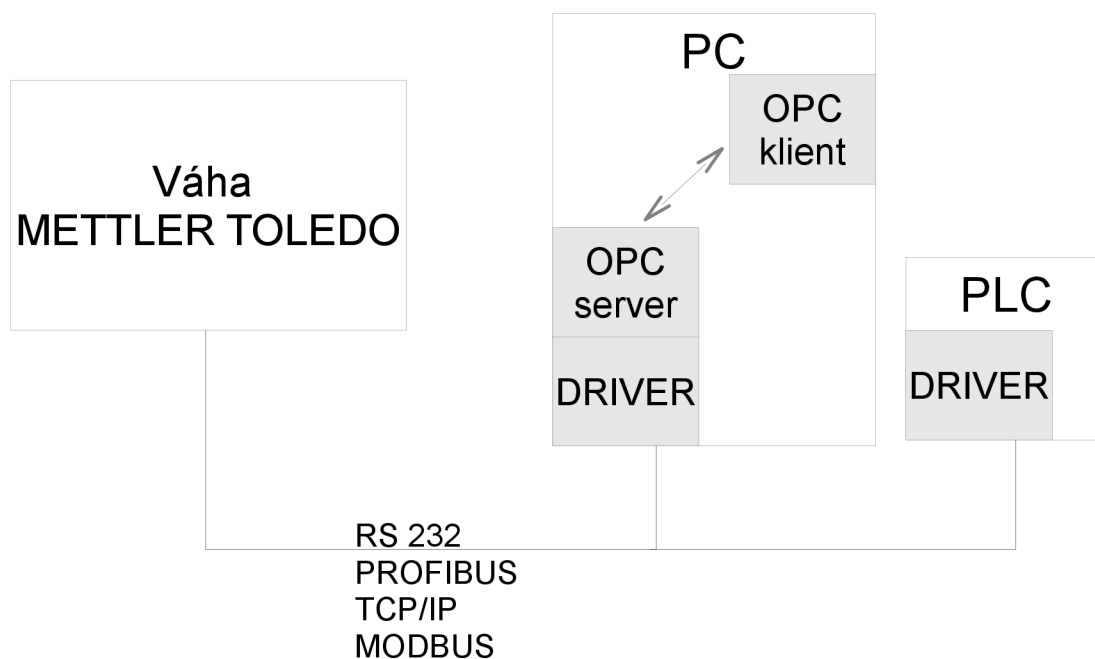 Váha
METTLER TOLEDO
PC
OPC
klient
OPC
server
DRIVER
PLC
DRIVER
RS 232
PROFIBUS
TCP/IP
MODBUS